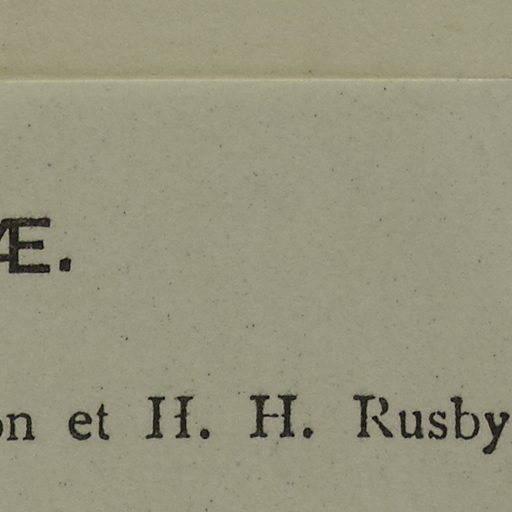 Æ.
on et H. H. Rusby